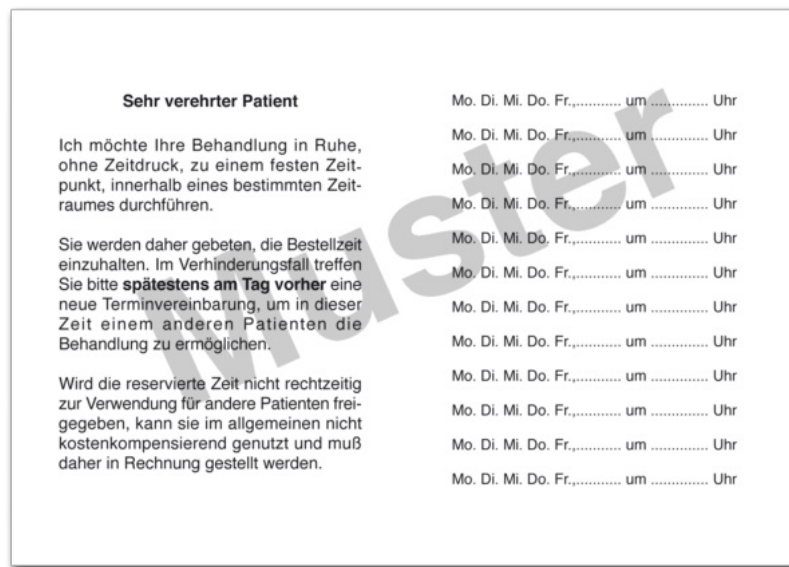 Sehr verehrter Patient
Ich möchte Ihre Behandlung in Ruhe,
ohne Zeitdruck, zu einem festen Zeit-
punkt, innerhalb eines bestimmten Zeit-
raumes durchführen.
Sie werden daher gebeten, die Bestellzeit
einzuhalten. Im Verhinderungsfall treffen
Sie bitte spätestens am Tag vorher eine
neue Terminvereinbarung, um in dieser
Zeit einem anderen Patienten die
Behandlung zu ermöglichen.
Wird die reservierte Zeit nicht rechtzeitig
zur Verwendung für andere Patienten frei-
gegeben, kann sie im allgemeinen nicht
kostenkompensierend genutzt und muß
daher in Rechnung gestellt werden.
Mo. Di. Mi. Do. Fr.,........... um .............. Uhr
Mo. Di. Mi. Do. Fr.,........... um .............. Uhr
Mo. Di. Mi. Do. Fr.,........... um .............. Uhr
Mo. Di. Mi. Do. Fr.,........... um .............. Uhr
Mo. Di. Mi. Do. Fr.,........... um .............. Uhr
Mo. Di. Mi. Do. Fr.,........... um .............. Uhr
Mo. Di. Mi. Do. Fr.,........... um .............. Uhr
Mo. Di. Mi. Do. Fr.,........... um .............. Uhr
Mo. Di. Mi. Do. Fr.,........... um .............. Uhr
Mo. Di. Mi. Do. Fr.,........... um .............. Uhr
Mo. Di. Mi. Do. Fr.,........... um .............. Uhr
Mo. Di. Mi. Do. Fr.,........... um .............. Uhr
Muster